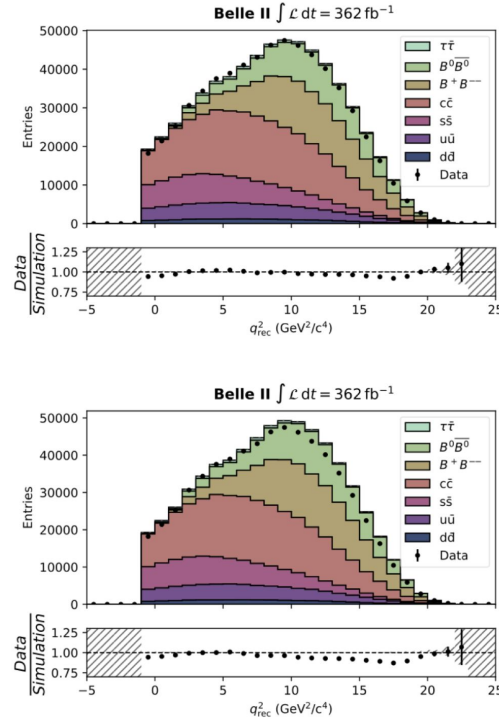 Belle II ∫ ℒ dt = 362 fb⁻¹
50000
40000
30000
20000
10000
0
Entries
ττ̄
B⁰B̄⁰
B⁺B⁻⁻
cc̄
ss̄
uū
dd̄
Data
1.25
1.00
0.75
Data
Simulation
−5 0 5 10 15 20 25
q²rec (GeV²/c⁴)
Belle II ∫ ℒ dt = 362 fb⁻¹
50000
40000
30000
20000
10000
0
Entries
ττ̄
B⁰B̄⁰
B⁺B⁻⁻
cc̄
ss̄
uū
dd̄
Data
1.25
1.00
0.75
Data
Simulation
−5 0 5 10 15 20 25
q²rec (GeV²/c⁴)